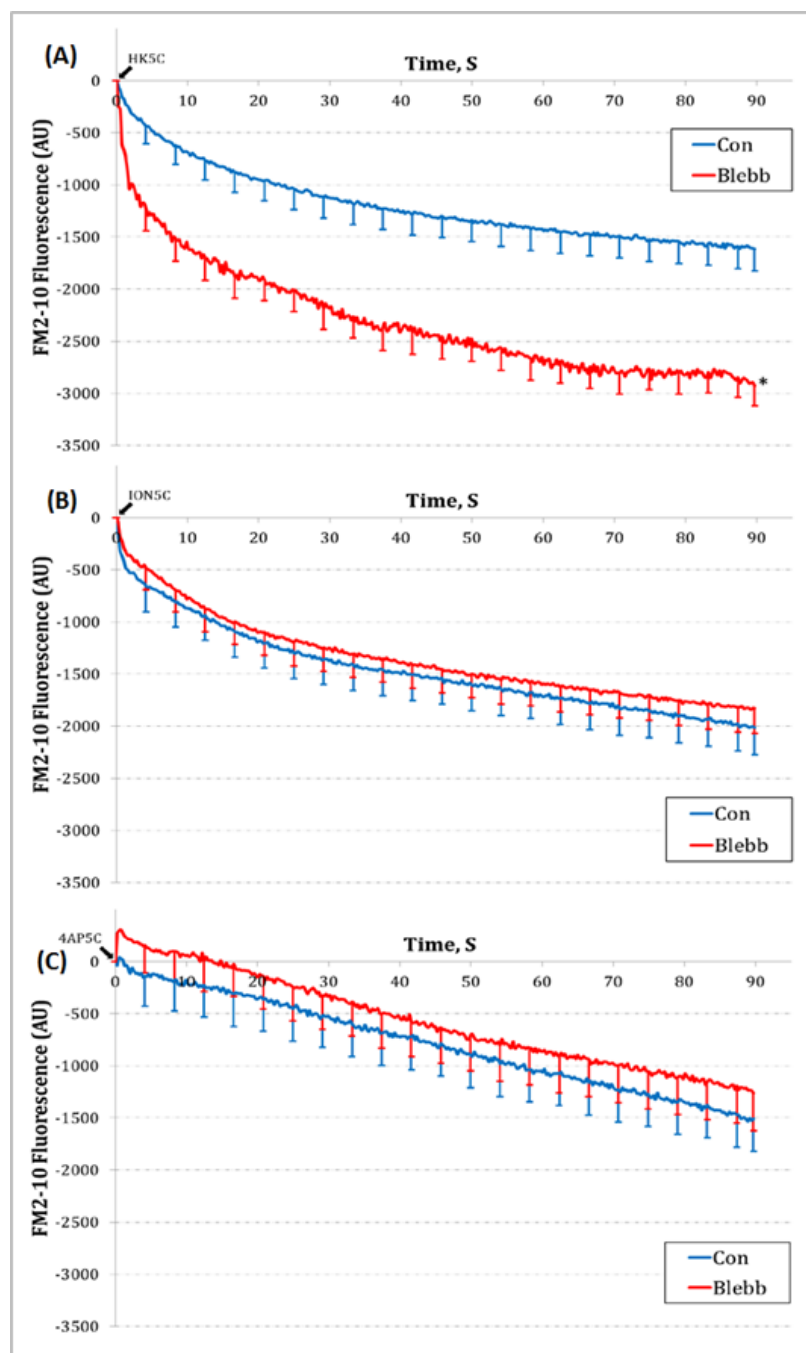 (A)
HK5C
Time, S
0
0 10 20 30 40 50 60 70 80 90
-500
-1000
-1500
-2000
-2500
-3000
-3500
FM2-10 Fluorescence (AU)
Con
Blebb
*
(B)
ION5C
Time, S
0
0 10 20 30 40 50 60 70 80 90
-500
-1000
-1500
-2000
-2500
-3000
-3500
FM2-10 Fluorescence (AU)
Con
Blebb
(C)
4AP5C
Time, S
0
0 10 20 30 40 50 60 70 80 90
-500
-1000
-1500
-2000
-2500
-3000
-3500
FM2-10 Fluorescence (AU)
Con
Blebb